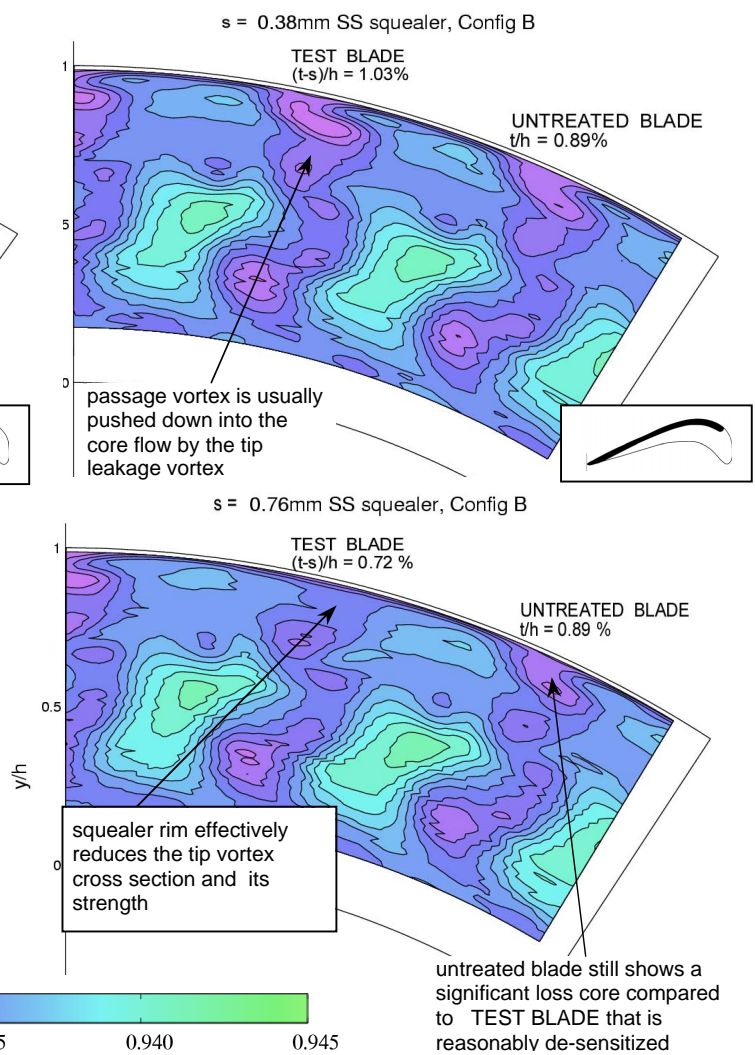 s = 0.38mm SS squealer, Config B
TEST BLADE
(t-s)/h = 1.03%
UNTREATED BLADE
t/h = 0.89%
1
5
0
passage vortex is usually
pushed down into the
core flow by the tip
leakage vortex
s = 0.76mm SS squealer, Config B
TEST BLADE
(t-s)/h = 0.72 %
UNTREATED BLADE
t/h = 0.89 %
1
0.5
y/h
0
squealer rim effectively
reduces the tip vortex
cross section and its
strength
untreated blade still shows a
significant loss core compared
to TEST BLADE that is
reasonably de-sensitized
5
0.940
0.945